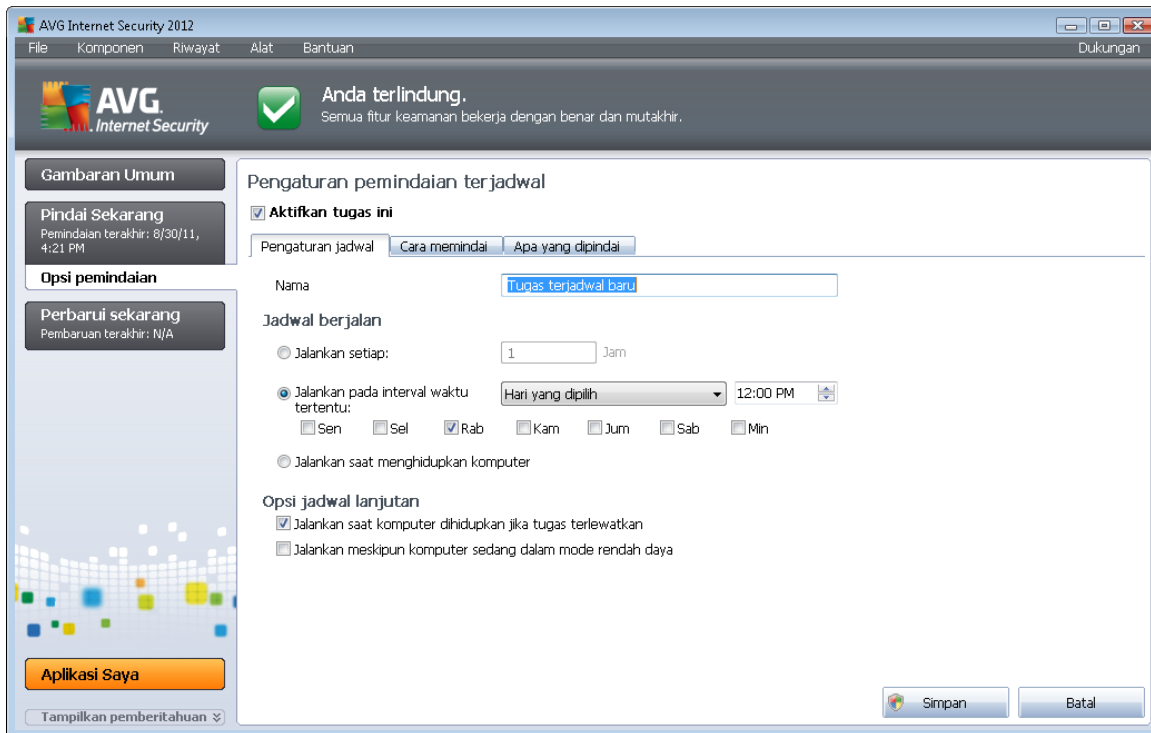 AVG Internet Security 2012
File Komponen Riwayat Alat Bantuan Dukungan
AVG.
Internet Security
Anda terlindung.
Semua fitur keamanan bekerja dengan benar dan mutakhir.
Gambaran Umum
Pindai Sekarang
Pemindaian terakhir: 8/30/11,
4:21 PM
Opsi pemindaian
Perbarui sekarang
Pembaruan terakhir: N/A
Pengaturan pemindaian terjadwal
Aktifkan tugas ini
Pengaturan jadwal Cara memindai Apa yang dipindai
Nama Tugas terjadwal baru
Jadwal berjalan
Jalankan setiap: 1 Jam
Jalankan pada interval waktu
tertentu:
Hari yang dipilih 12:00 PM
Sen Sel Rab Kam Jum Sab Min
Jalankan saat menghidupkan komputer
Opsi jadwal lanjutan
Jalankan saat komputer dihidupkan jika tugas terlewatkan
Jalankan meskipun komputer sedang dalam mode rendah daya
Aplikasi Saya
Tampilkan pemberitahuan
Simpan Batal